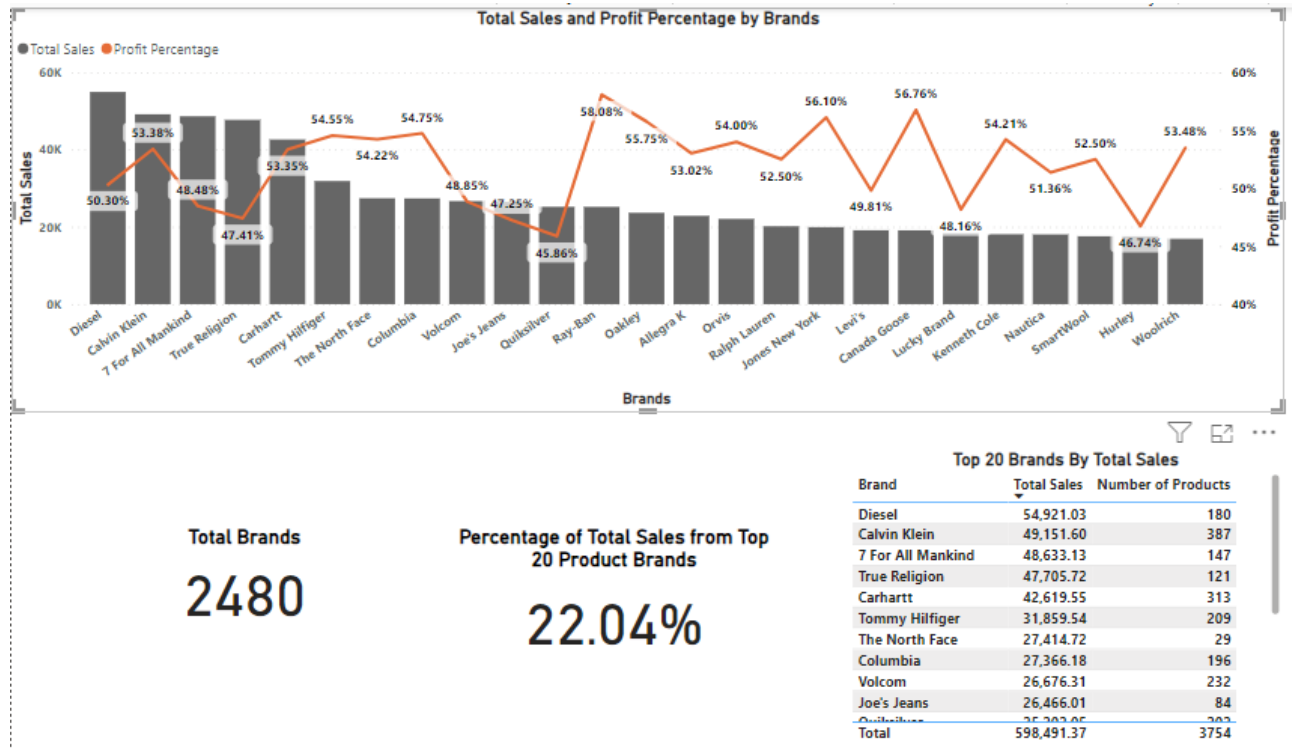 Total Sales and Profit Percentage by Brands
Total Sales Profit Percentage
60K
40K
20K
0K
Total Sales
60%
55%
50%
45%
40%
Profit Percentage
50.30%
53.38%
48.48%
47.41%
53.35%
54.55%
54.22%
54.75%
48.85%
47.25%
45.86%
58.08%
55.75%
53.02%
54.00%
52.50%
56.10%
49.81%
56.76%
48.16%
54.21%
51.36%
52.50%
46.74%
53.48%
Diesel
Calvin Klein
7 For All Mankind
True Religion
Carhartt
Tommy Hilfiger
The North Face
Columbia
Volcom
Joe's Jeans
Quiksilver
Ray-Ban
Oakley
Allegra K
Orvis
Ralph Lauren
Jones New York
Levi's
Canada Goose
Lucky Brand
Kenneth Cole
Nautica
SmartWool
Hurley
Woolrich
Brands
Total Brands
2480
Percentage of Total Sales from Top
20 Product Brands
22.04%
Top 20 Brands By Total Sales
Brand Total Sales Number of Products
Diesel 54,921.03 180
Calvin Klein 49,151.60 387
7 For All Mankind 48,633.13 147
True Religion 47,705.72 121
Carhartt 42,619.55 313
Tommy Hilfiger 31,859.54 209
The North Face 27,414.72 29
Columbia 27,366.18 196
Volcom 26,676.31 232
Joe's Jeans 26,466.01 84
Total 598,491.37 3754